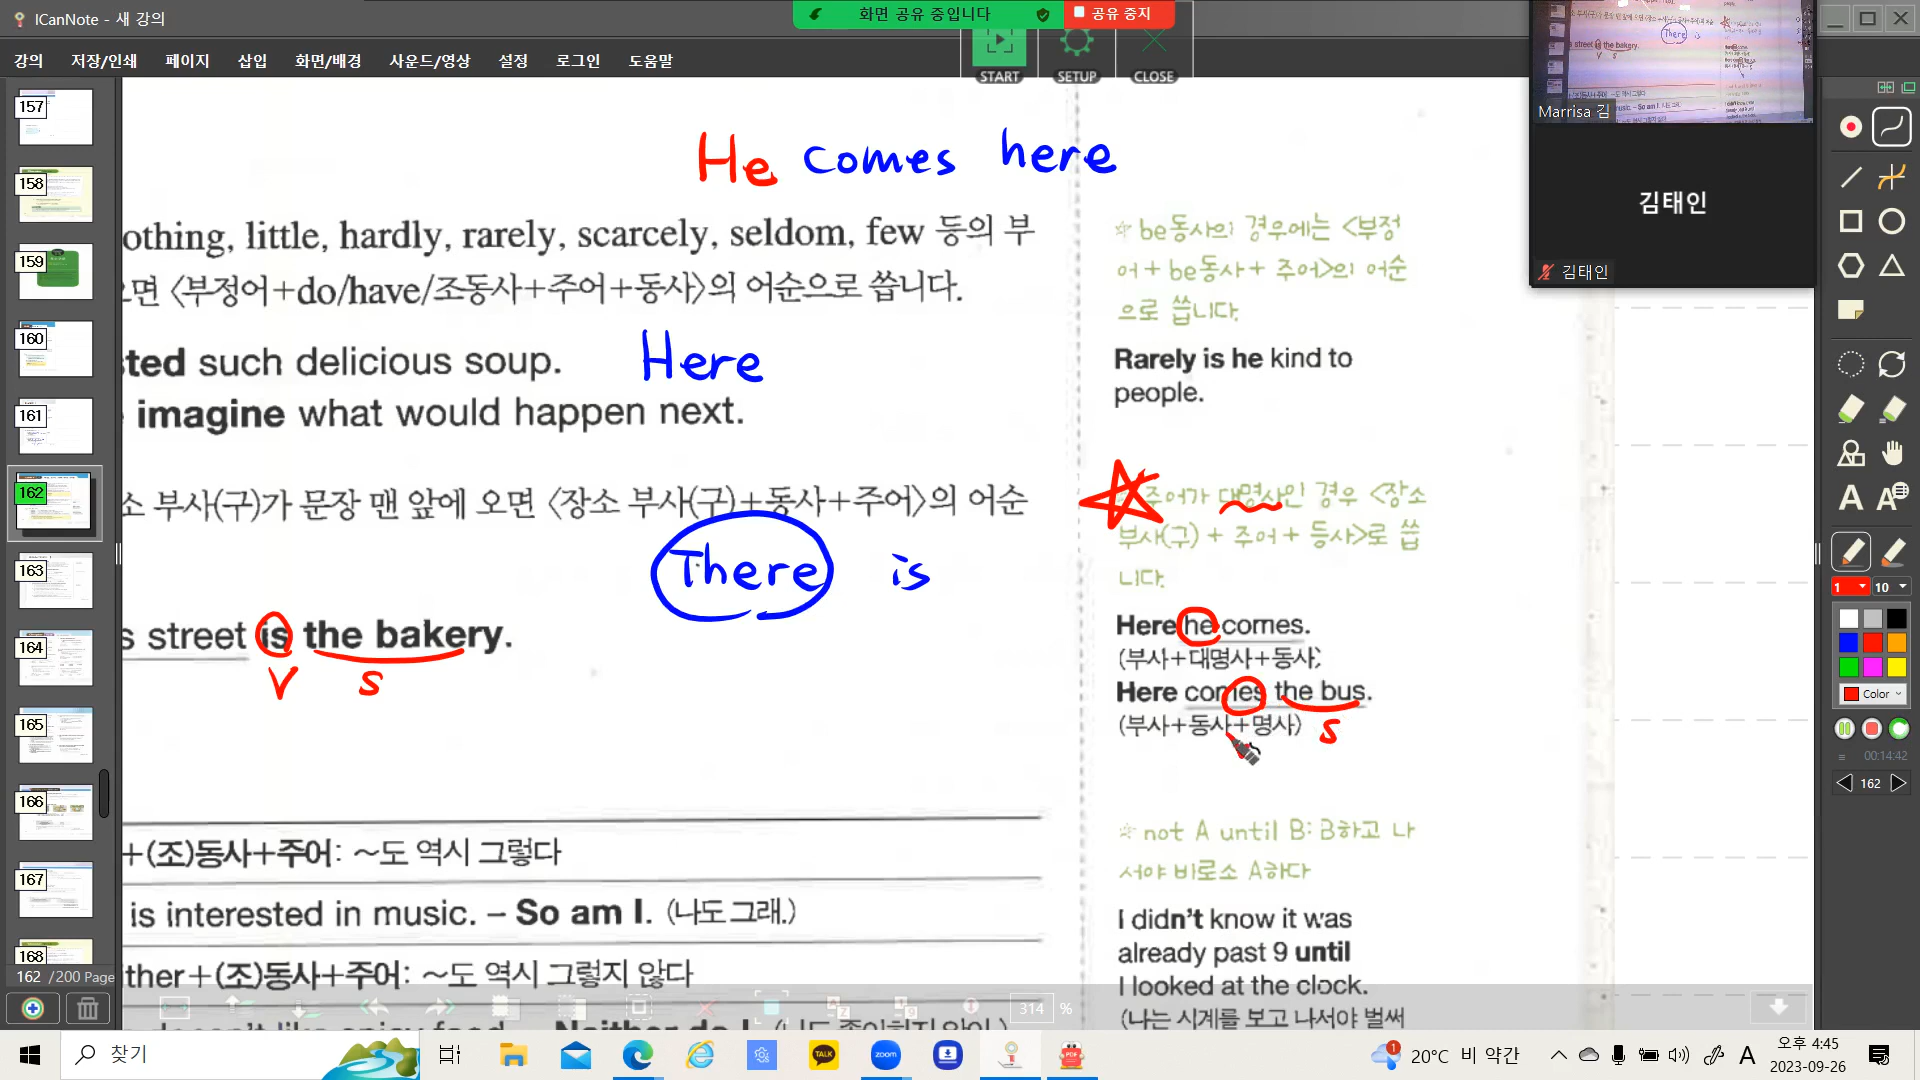 ICanNote - 새 강의
화면 공유 중입니다
공유 중지
강의 저장/인쇄 페이지 삽입 화면/배경 사운드/영상 설정 로그인 도움말
START SETUP CLOSE
Marrisa 김
김태인
김태인
157
158
159
160
161
162
163
164
165
166
167
168
162 /200 Page
He comes here
othing, little, hardly, rarely, scarcely, seldom, few 등의 부
으면 〈부정어+do/have/조동사+주어+동사〉의 어순으로 씁니다.
Here
sted such delicious soup.
imagine what would happen next.
소 부사(구)가 문장 맨 앞에 오면 〈장소 부사(구)+동사+주어〉의 어순
There is
s street is the bakery.
V S
+(조)동사+주어: ~도 역시 그렇다
is interested in music. – So am I. (나도 그래.)
ither+(조)동사+주어: ~도 역시 그렇지 않다
☆ be동사의 경우에는 <부정
어 + be동사 + 주어>의 어순
으로 씁니다.
Rarely is he kind to
people.
주어가 대명사인 경우 <장소
부사(구) + 주어 + 동사>로 씁
니다.
Here he comes.
(부사+대명사+동사)
Here comes the bus.
(부사+동사+명사)
S
☆ not A until B: B하고 나
서야 비로소 A하다
I didn't know it was
already past 9 until
I looked at the clock.
(나는 시계를 보고 나서야 벌써
314 %
1 10
Color
00:14:42
162
찾기
TALK
zoom
PDF
1
20°C 비 약간
A
오후 4:45
2023-09-26